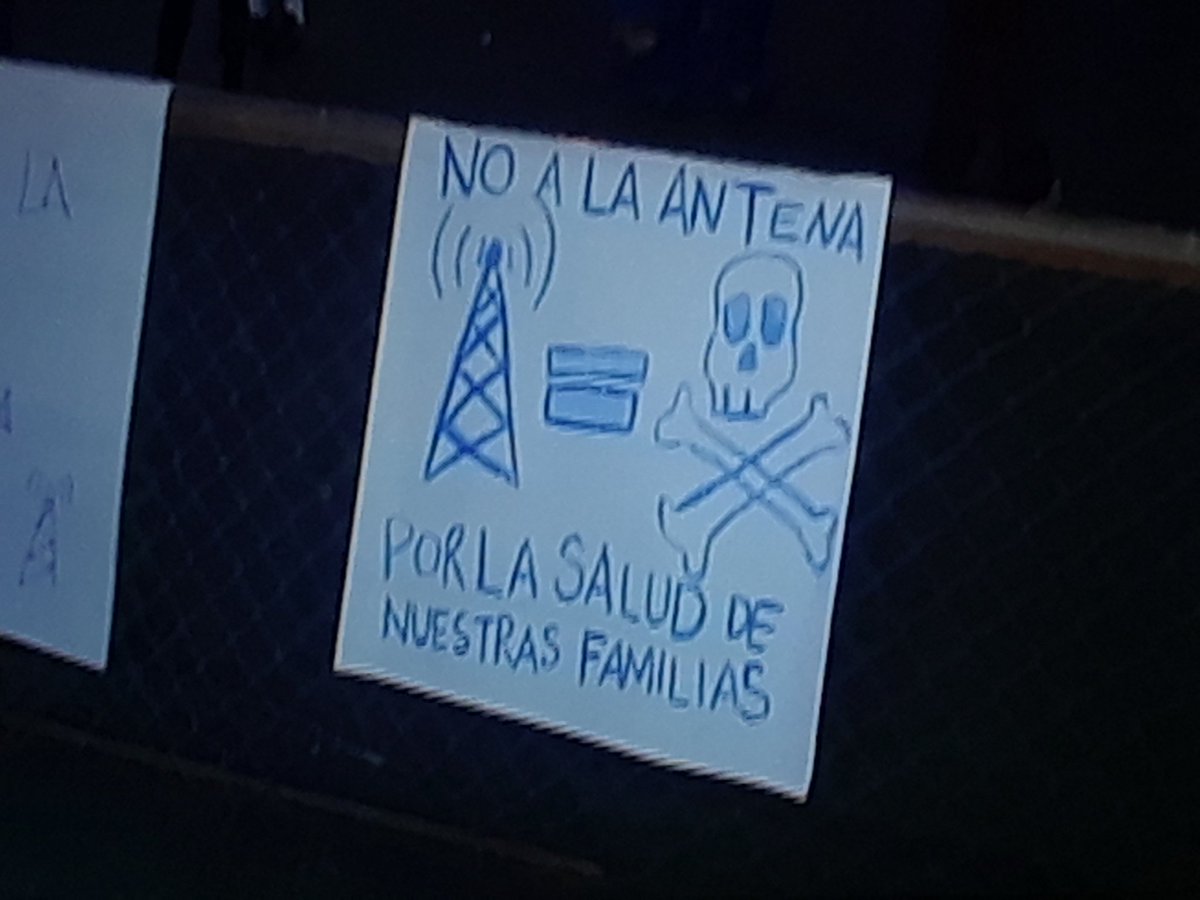 LA
NO A LA ANTENA
POR LA SALUD DE
NUESTRAS FAMILIAS